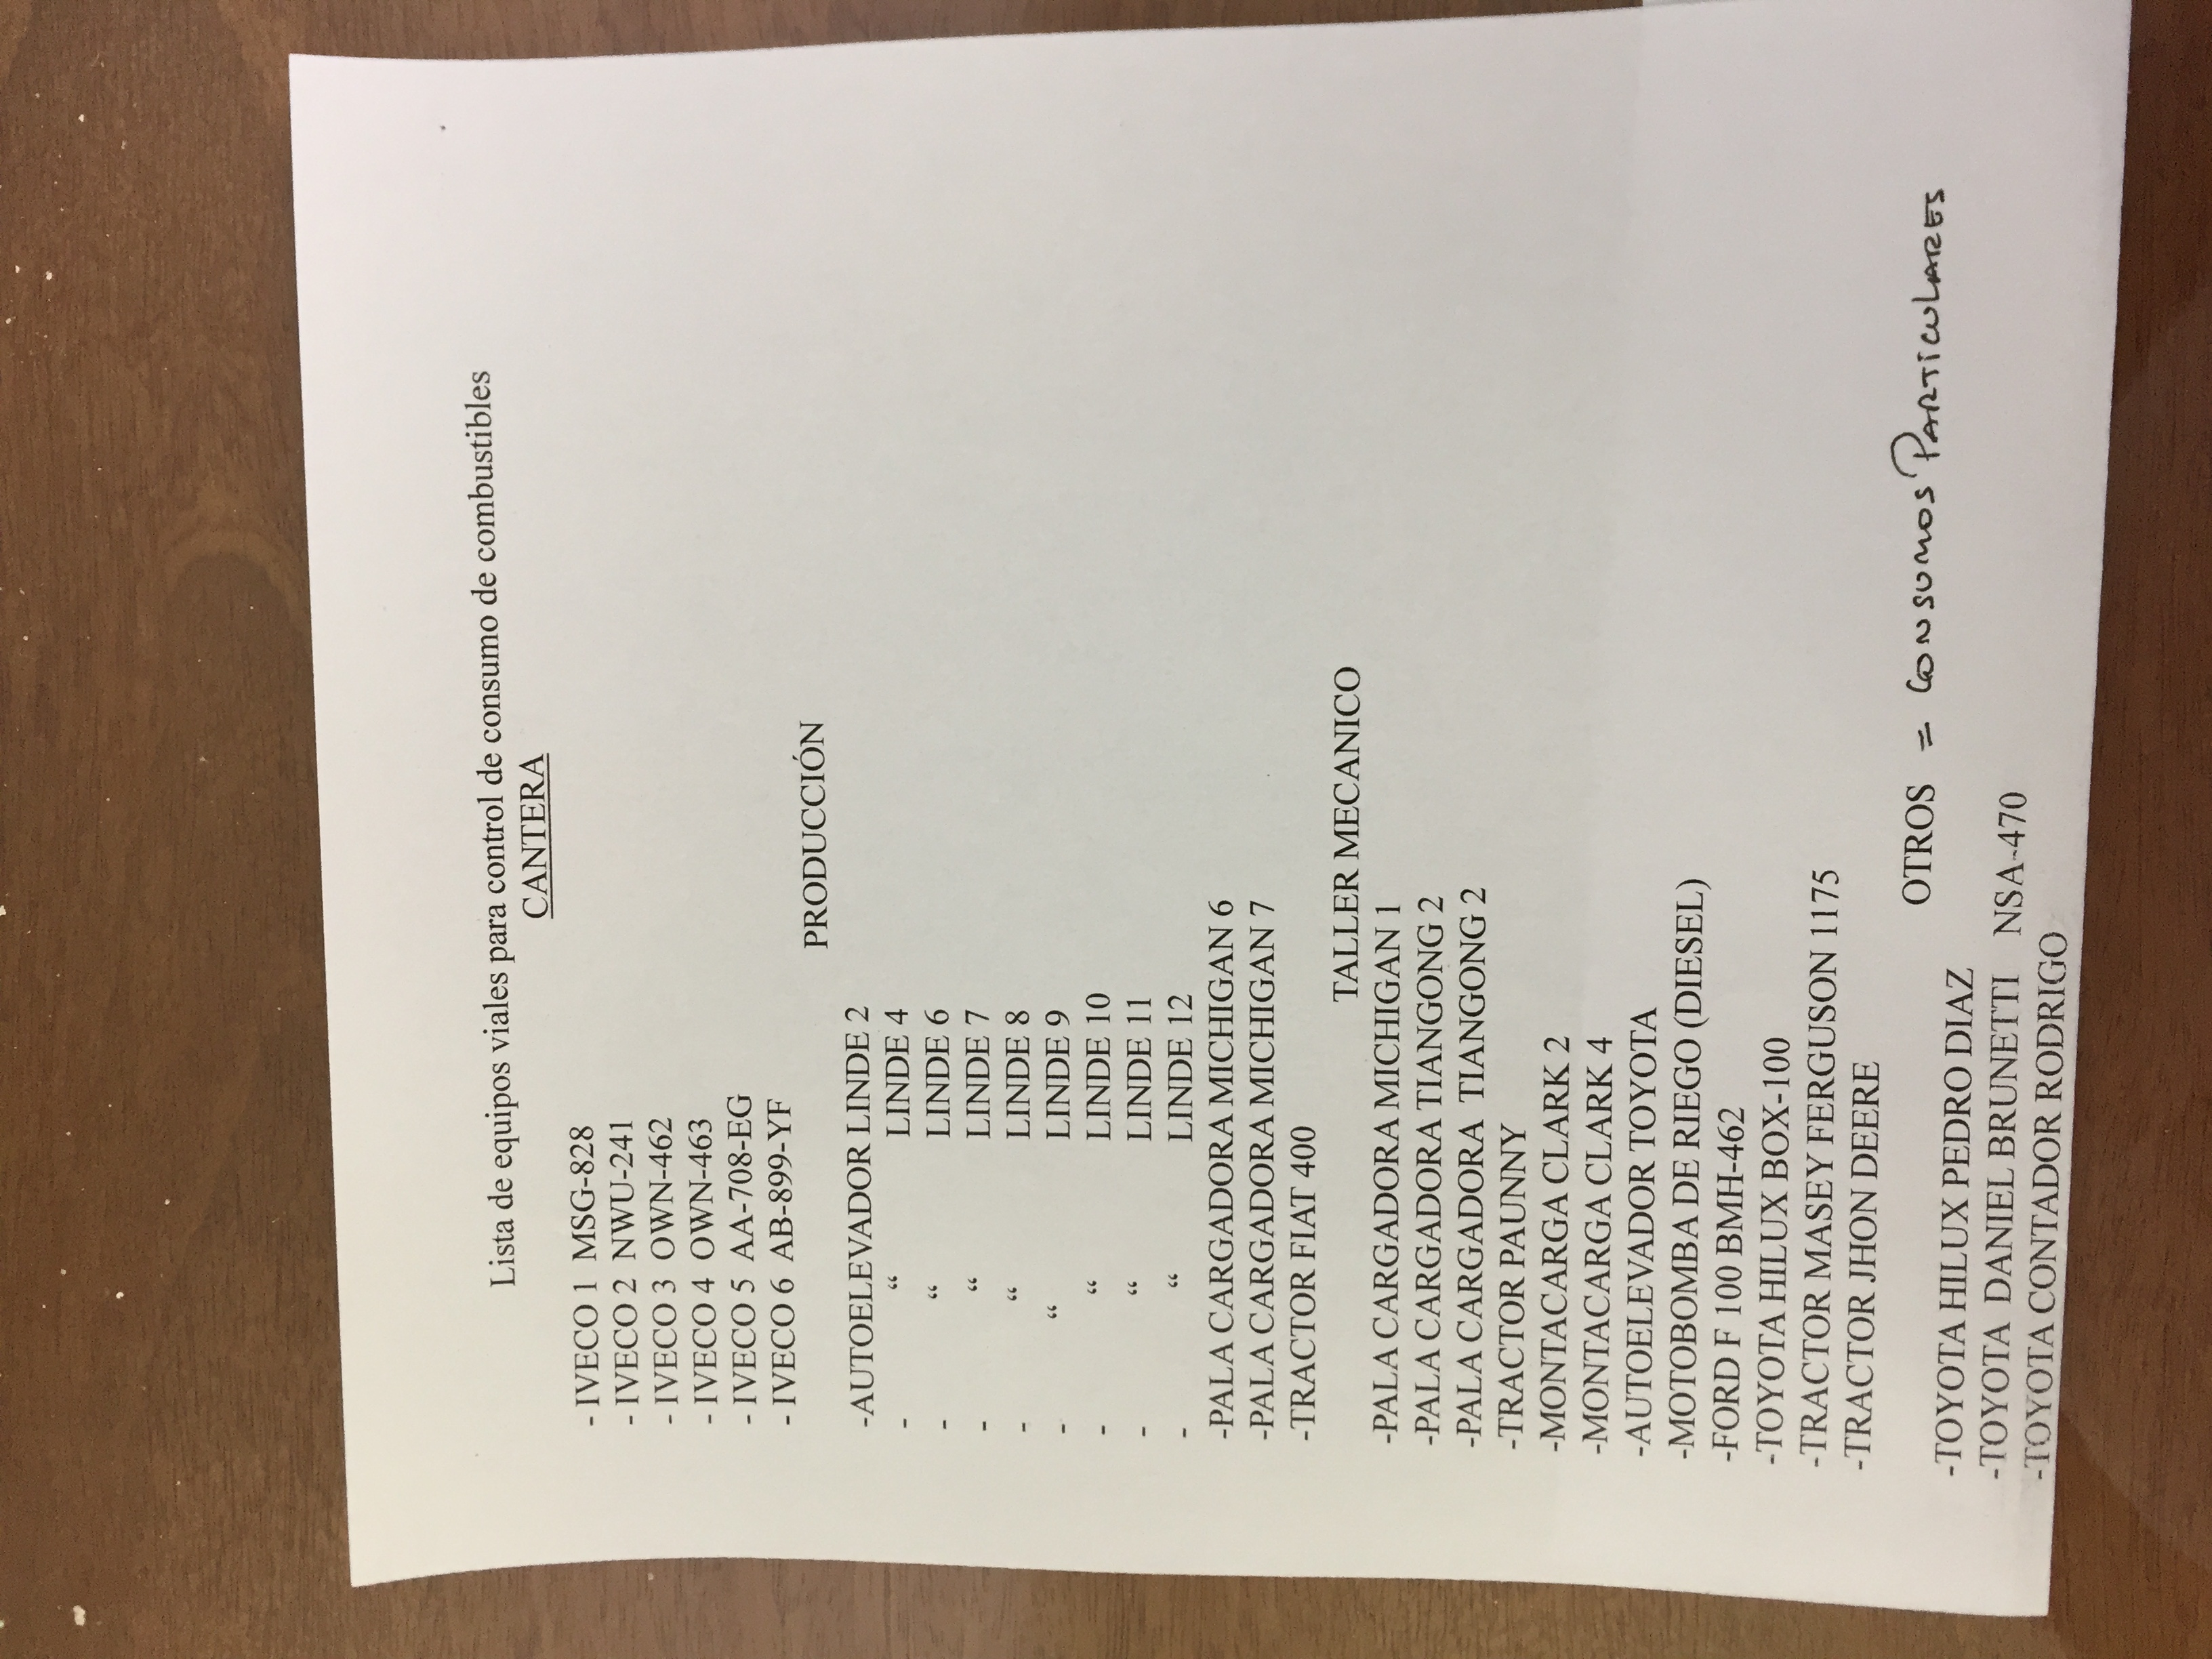 Lista de equipos viales para control de consumo de combustibles
CANTERA
- IVECO 1 MSG-828
- IVECO 2 NWU-241
- IVECO 3 OWN-462
- IVECO 4 OWN-463
- IVECO 5 AA-708-EG
- IVECO 6 AB-899-YF
PRODUCCIÓN
-AUTOELEVADOR LINDE 2
- “ LINDE 4
- “ LINDE 6
- “ LINDE 7
- “ LINDE 8
- “ LINDE 9
- “ LINDE 10
- “ LINDE 11
- “ LINDE 12
-PALA CARGADORA MICHIGAN 6
-PALA CARGADORA MICHIGAN 7
-TRACTOR FIAT 400
TALLER MECANICO
-PALA CARGADORA MICHIGAN 1
-PALA CARGADORA TIANGONG 2
-PALA CARGADORA TIANGONG 2
-TRACTOR PAUNNY
-MONTACARGA CLARK 2
-MONTACARGA CLARK 4
-AUTOELEVADOR TOYOTA
-MOTOBOMBA DE RIEGO (DIESEL)
-FORD F 100 BMH-462
-TOYOTA HILUX BOX-100
-TRACTOR MASEY FERGUSON 1175
-TRACTOR JHON DEERE
OTROS = CONSUMOS PARTICULARES
-TOYOTA HILUX PEDRO DIAZ
-TOYOTA DANIEL BRUNETTI NSA-470
-TOYOTA CONTADOR RODRIGO